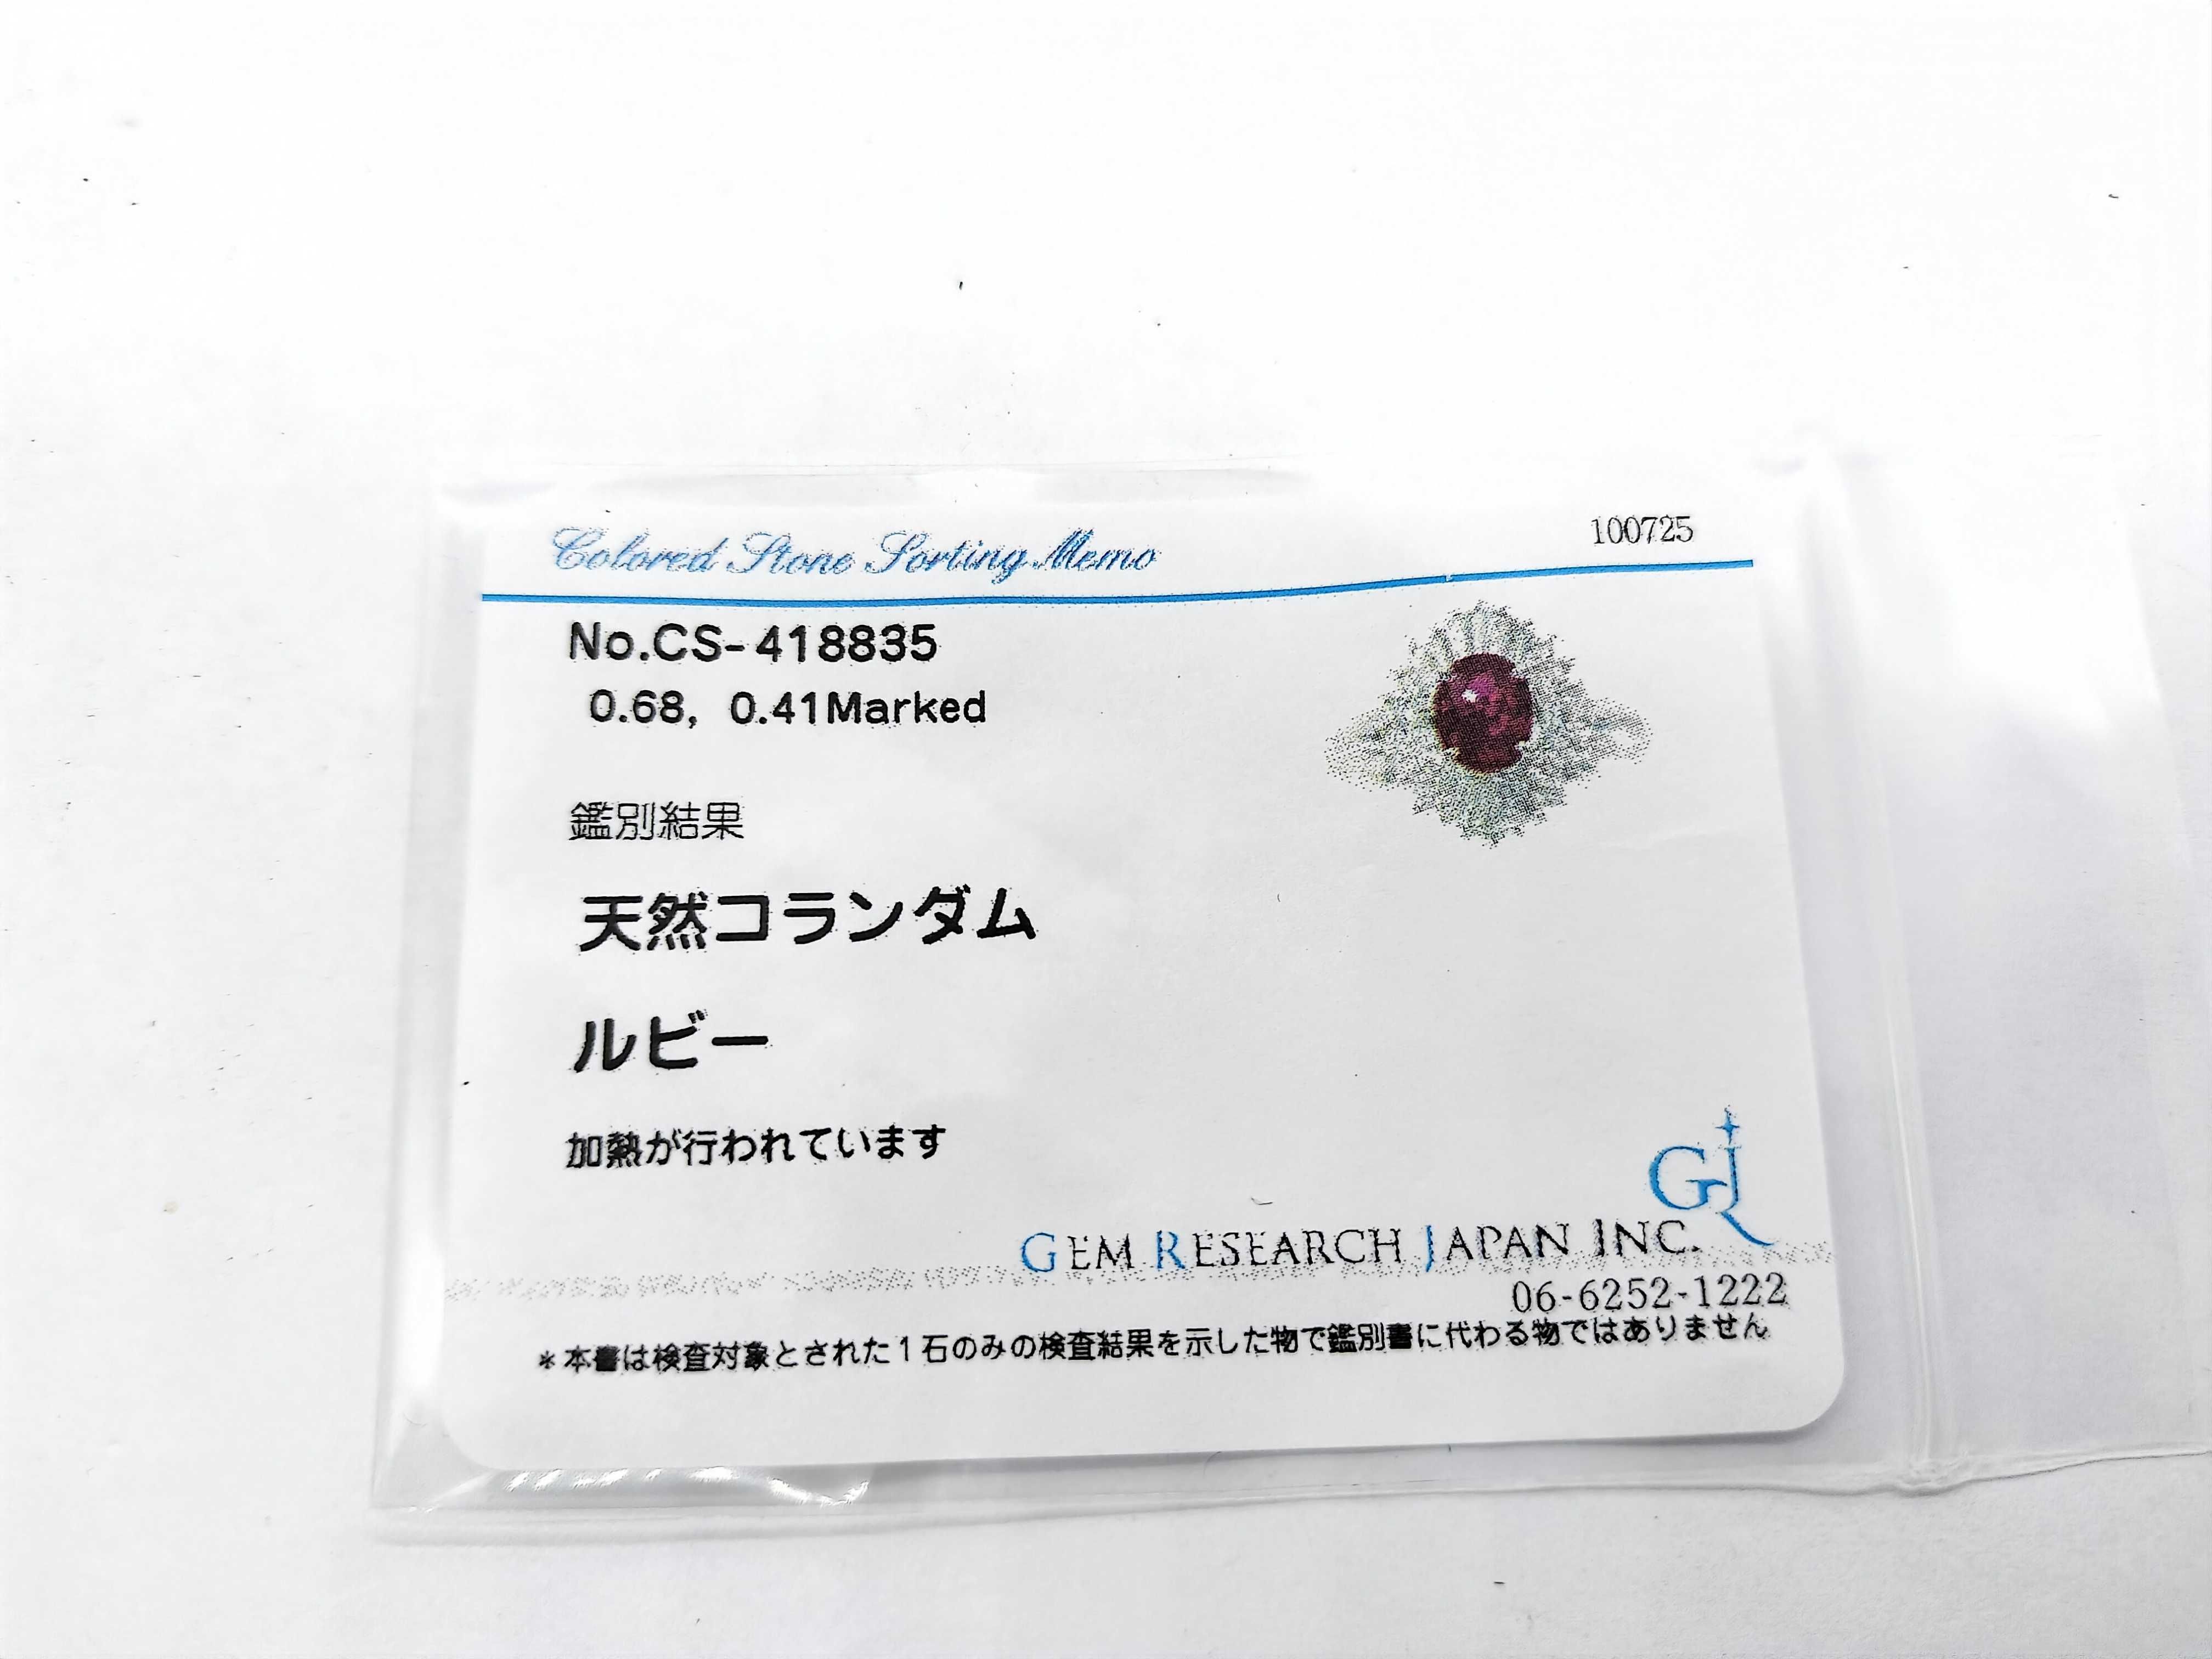 Colored Stone Sorting Memo
100725
No.CS-418835
0.68, 0.41Marked
鑑別結果
天然コランダム
ルビー
加熱が行われています
GJR
GEM RESEARCH JAPAN INC.
06-6252-1222
*本書は検査対象とされた1石のみの検査結果を示した物で鑑別書に代わる物ではありません